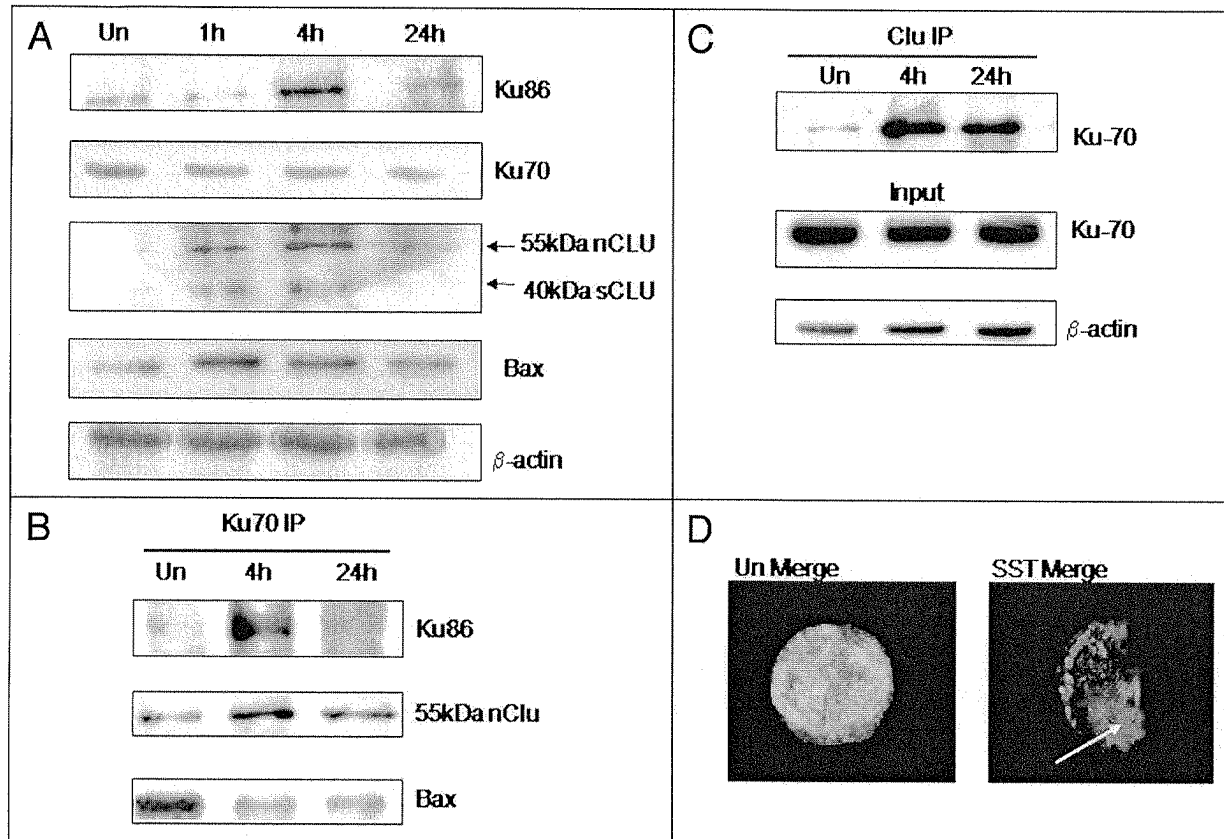 A
Un 1h 4h 24h
Ku86
Ku70
55kDa nCLU
40kDa sCLU
Bax
β-actin
B
Ku70 IP
Un 4h 24h
Ku86
55kDa nClu
Bax
C
Clu IP
Un 4h 24h
Ku-70
Input
Ku-70
β-actin
D
Un Merge SST Merge